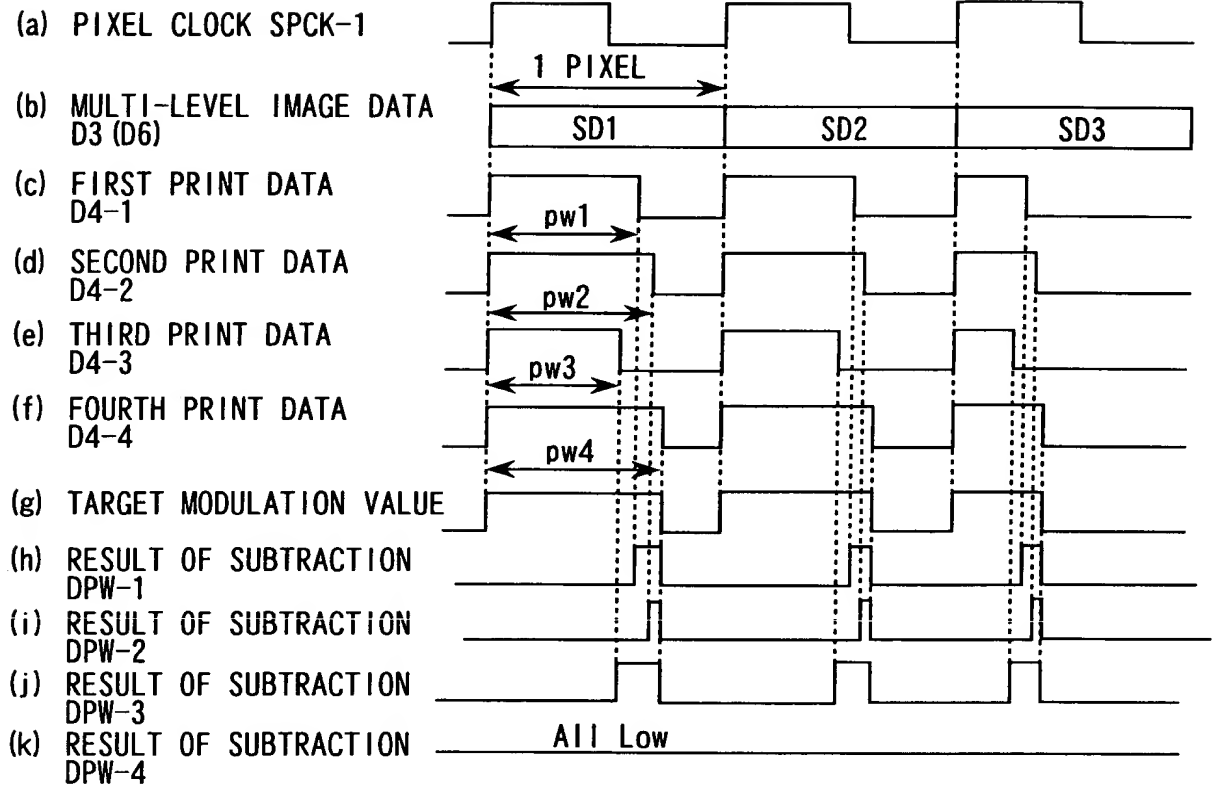 (a) PIXEL CLOCK SPCK-1
1 PIXEL
(b) MULTI-LEVEL IMAGE DATA
D3 (D6)
SD1 SD2 SD3
(c) FIRST PRINT DATA
D4-1
pw1
(d) SECOND PRINT DATA
D4-2
pw2
(e) THIRD PRINT DATA
D4-3
pw3
(f) FOURTH PRINT DATA
D4-4
pw4
(g) TARGET MODULATION VALUE
(h) RESULT OF SUBTRACTION
DPW-1
(i) RESULT OF SUBTRACTION
DPW-2
(j) RESULT OF SUBTRACTION
DPW-3
(k) RESULT OF SUBTRACTION
DPW-4
All Low